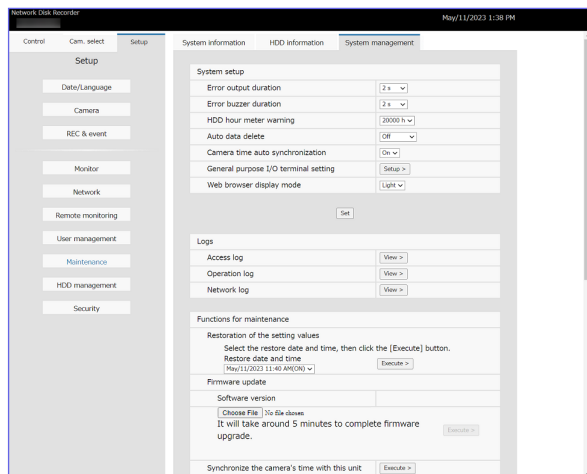 Network Disk Recorder
May/11/2023 1:38 PM
Control Cam. select Setup
System information HDD information System management
Setup
Date/Language
Camera
REC & event
Monitor
Network
Remote monitoring
User management
Maintenance
HDD management
Security
System setup
Error output duration 2 s
Error buzzer duration 2 s
HDD hour meter warning 20000 h
Auto data delete Off
Camera time auto synchronization On
General purpose I/O terminal setting Setup >
Web browser display mode Light
Set
Logs
Access log View >
Operation log View >
Network log View >
Functions for maintenance
Restoration of the setting values
Select the restore date and time, then click the [Execute] button.
Restore date and time
May/11/2023 11:40 AM(ON) Execute >
Firmware update
Software version
Choose File No file chosen
It will take around 5 minutes to complete firmware
upgrade. Execute >
Synchronize the camera's time with this unit Execute >